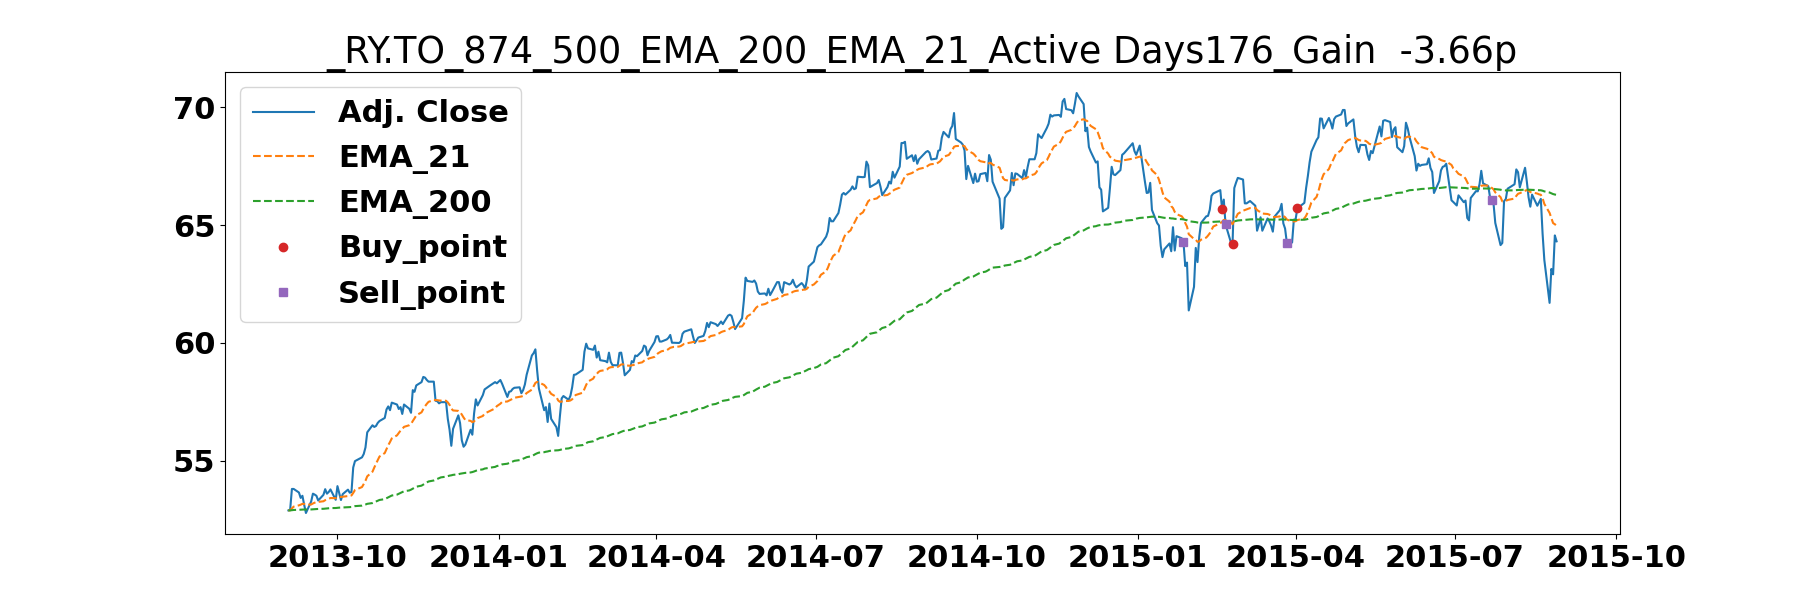 _RY.TO_874_500_EMA_200_EMA_21_Active Days176_Gain  -3.66p
70
65
60
55
Adj. Close
EMA_21
EMA_200
Buy_point
Sell_point
2013-10 2014-01 2014-04 2014-07 2014-10 2015-01 2015-04 2015-07 2015-10